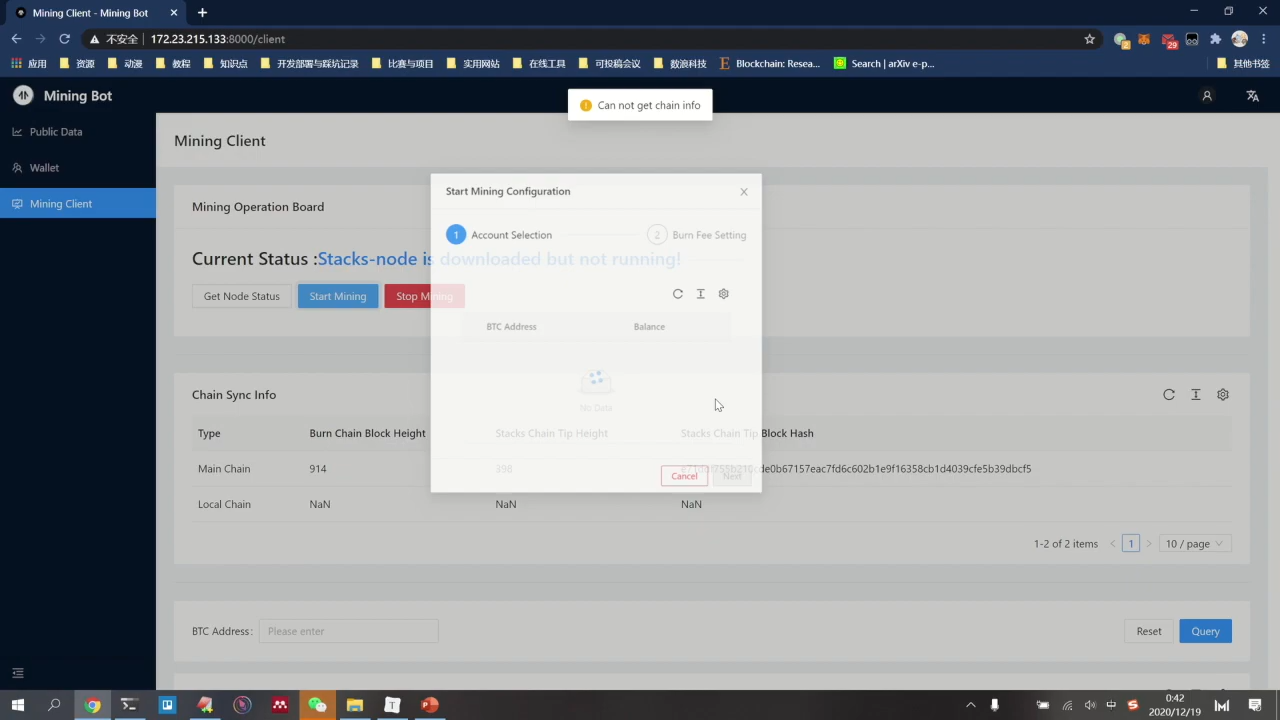 Mining Client - Mining Bot
不安全
172.23.215.133:8000/client
2
29
应用
资源
动漫
教程
知识点
开发部署与踩坑记录
比赛与项目
实用网站
在线工具
可投稿会议
数浪科技
Blockchain: Resea...
Search | arXiv e-p...
其他书签
Mining Bot
Can not get chain info
Public Data
Wallet
Mining Client
Mining Client
Start Mining Configuration
Mining Operation Board
1 Account Selection
2 Burn Fee Setting
Current Status :Stacks-node is downloaded but not running!
Get Node Status
Start Mining
Stop Mining
BTC Address
Balance
No Data
Chain Sync Info
Type
Burn Chain Block Height
Stacks Chain Tip Height
Stacks Chain Tip Block Hash
Main Chain
914
398
Cancel
Next
Local Chain
NaN
NaN
NaN
1-2 of 2 items
1
10 / page
BTC Address:
Please enter
Reset
Query
中
0:42
2020/12/19